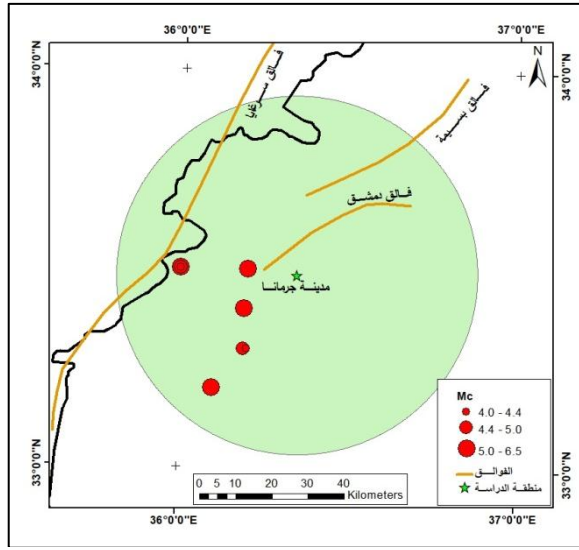 36°0'0"E
37°0'0"E
34°0'0"N
34°0'0"N
N
فالق سرغايا
فالق بسيمة
فالق دمشق
مدينة جرمانا
Mc
4.0 - 4.4
4.4 - 5.0
5.0 - 6.5
الفوالق
منطقة الدراسة
33°0'0"N
33°0'0"N
0 5 10 20 30 40
Kilometers
36°0'0"E
37°0'0"E